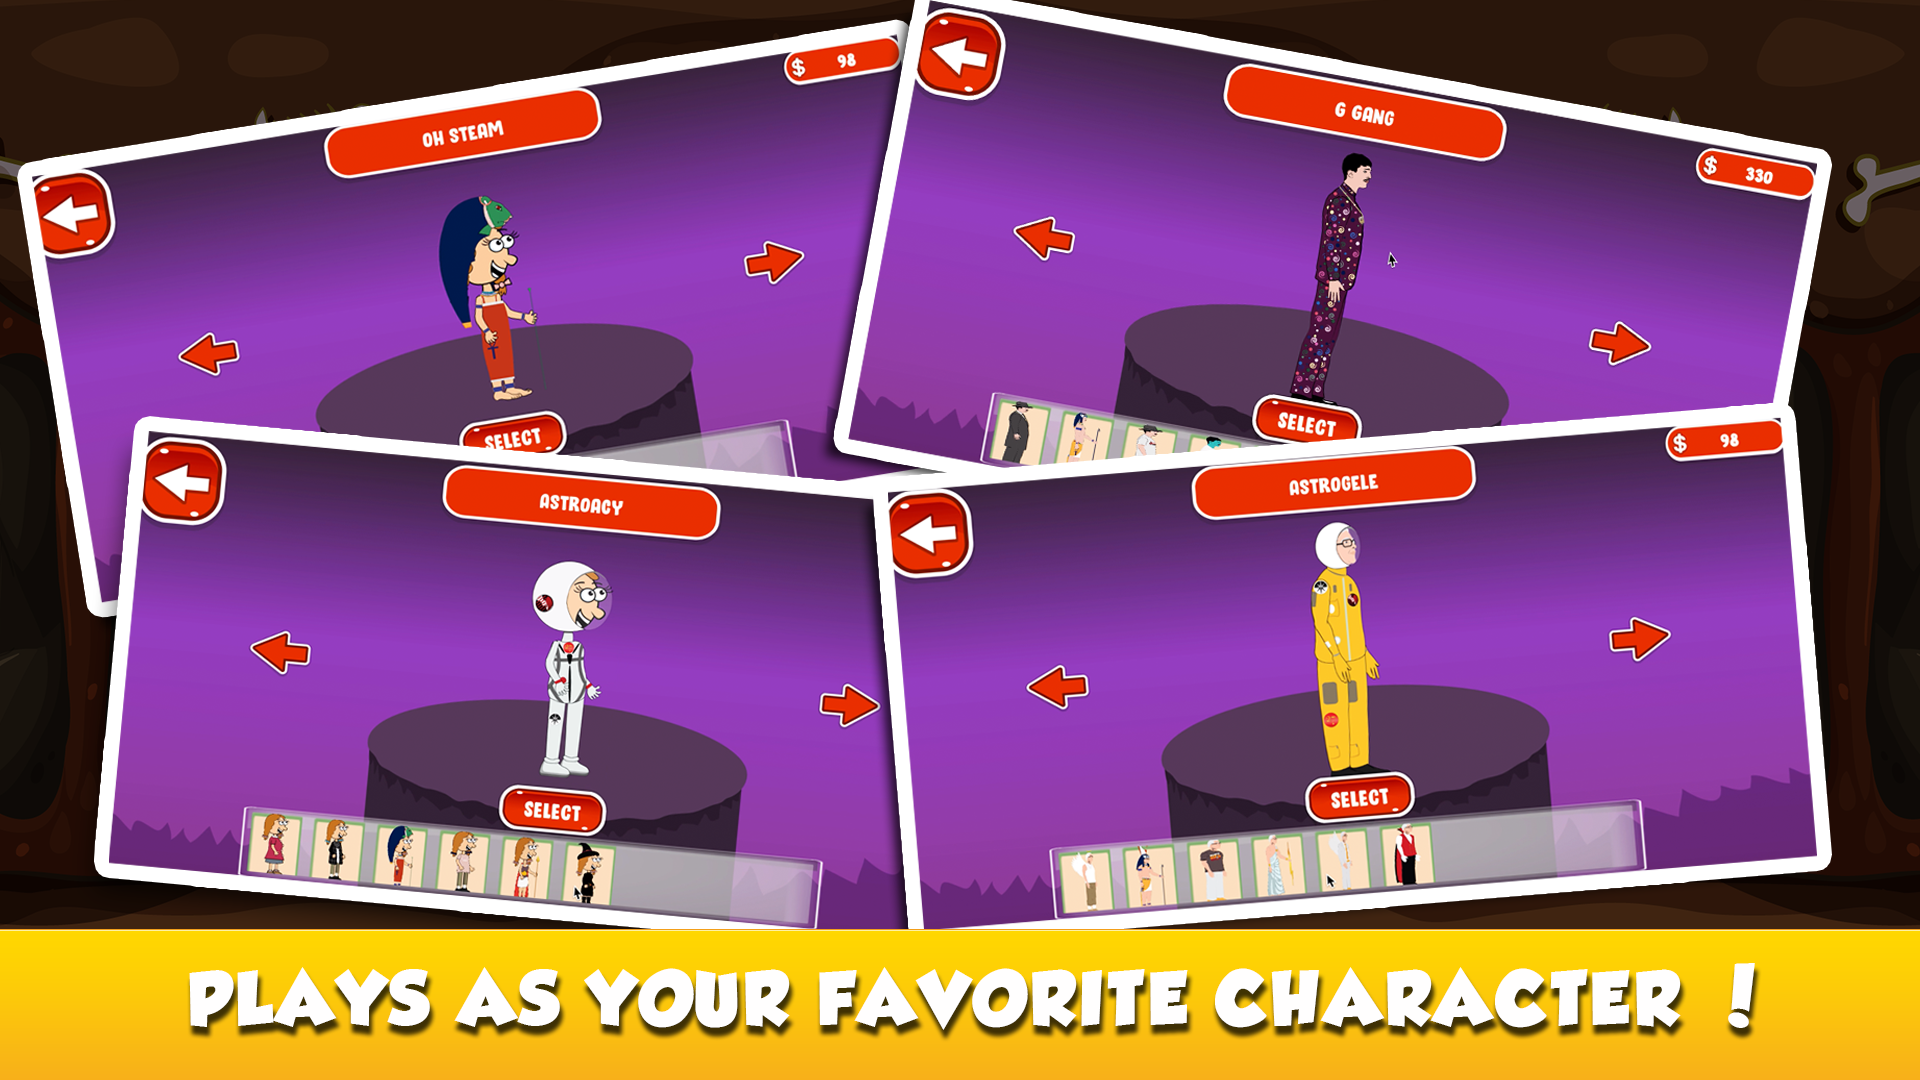 $ 98
OH STEAM
SELECT
G GANG
$ 330
SELECT
ASTROACY
SELECT
$ 98
ASTROGELE
SELECT
PLAYS AS YOUR FAVORITE CHARACTER !